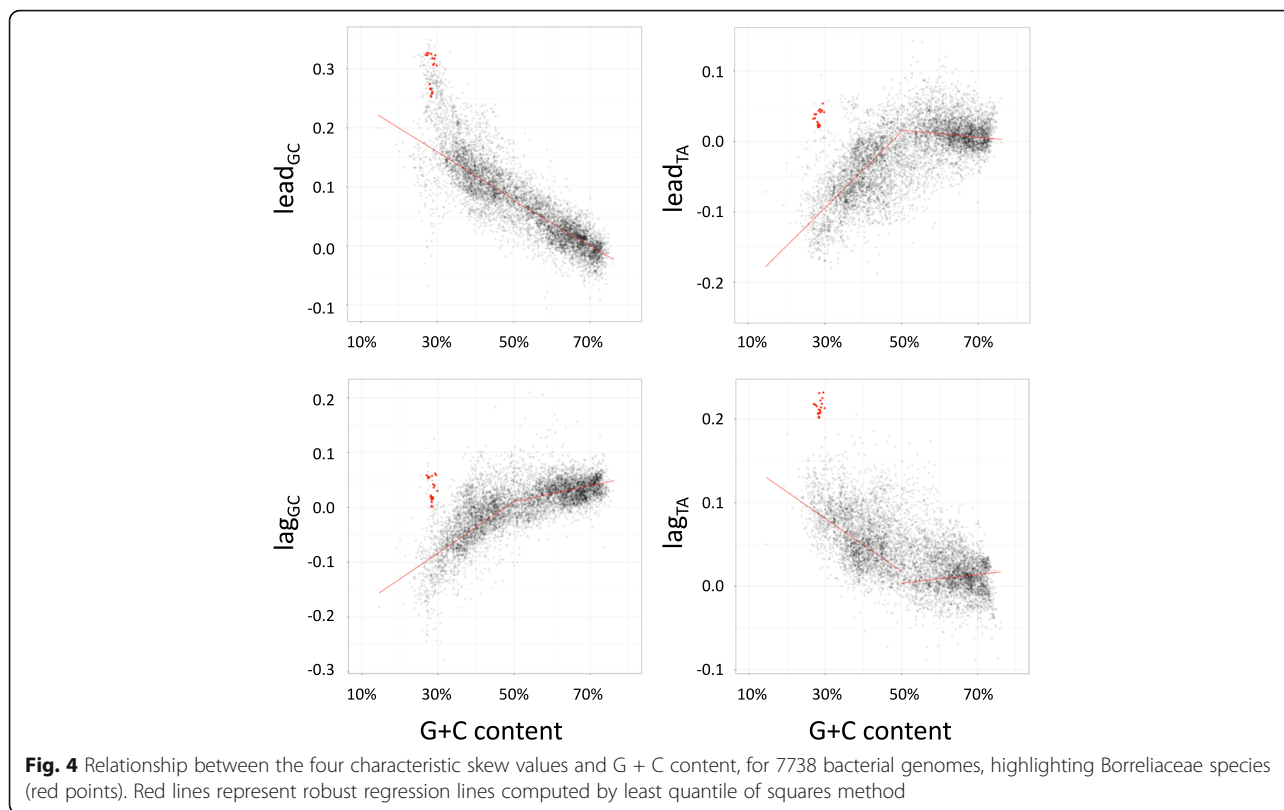 0.3
0.2
0.1
0.0
-0.1
leadGC
10% 30% 50% 70%
0.1
0.0
-0.1
-0.2
leadTA
10% 30% 50% 70%
0.2
0.1
0.0
-0.1
-0.2
-0.3
lagGC
10% 30% 50% 70%
G+C content
0.2
0.1
0.0
-0.1
lagTA
10% 30% 50% 70%
G+C content
Fig. 4 Relationship between the four characteristic skew values and G + C content, for 7738 bacterial genomes, highlighting Borreliaceae species
(red points). Red lines represent robust regression lines computed by least quantile of squares method